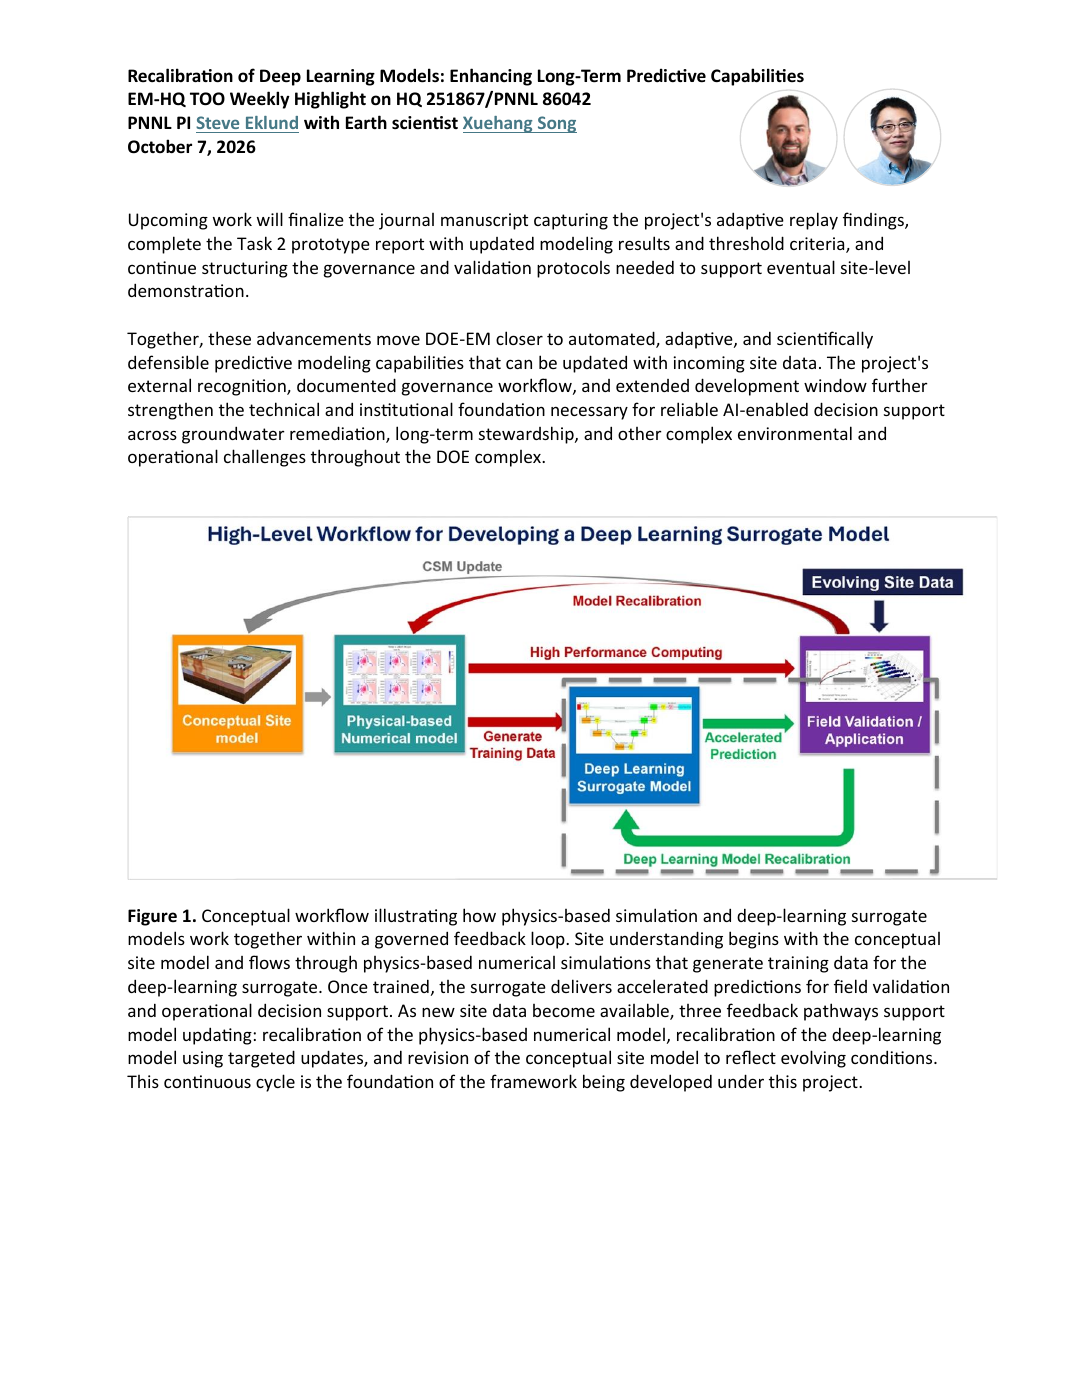 Recalibration of Deep Learning Models: Enhancing Long-Term Predictive Capabilities
EM-HQ TOO Weekly Highlight on HQ 251867/PNNL 86042
PNNL PI Steve Eklund with Earth scientist Xuehang Song
October 7, 2026
Upcoming work will finalize the journal manuscript capturing the project's adaptive replay findings,
complete the Task 2 prototype report with updated modeling results and threshold criteria, and
continue structuring the governance and validation protocols needed to support eventual site-level
demonstration.
Together, these advancements move DOE-EM closer to automated, adaptive, and scientifically
defensible predictive modeling capabilities that can be updated with incoming site data. The project's
external recognition, documented governance workflow, and extended development window further
strengthen the technical and institutional foundation necessary for reliable AI-enabled decision support
across groundwater remediation, long-term stewardship, and other complex environmental and
operational challenges throughout the DOE complex.
High-Level Workflow for Developing a Deep Learning Surrogate Model
CSM Update
Evolving Site Data
Model Recalibration
High Performance Computing
Conceptual Site
model
Physical-based
Numerical model
Generate
Training Data
Deep Learning
Surrogate Model
Accelerated
Prediction
Field Validation /
Application
Deep Learning Model Recalibration
Figure 1. Conceptual workflow illustrating how physics-based simulation and deep-learning surrogate
models work together within a governed feedback loop. Site understanding begins with the conceptual
site model and flows through physics-based numerical simulations that generate training data for the
deep-learning surrogate. Once trained, the surrogate delivers accelerated predictions for field validation
and operational decision support. As new site data become available, three feedback pathways support
model updating: recalibration of the physics-based numerical model, recalibration of the deep-learning
model using targeted updates, and revision of the conceptual site model to reflect evolving conditions.
This continuous cycle is the foundation of the framework being developed under this project.